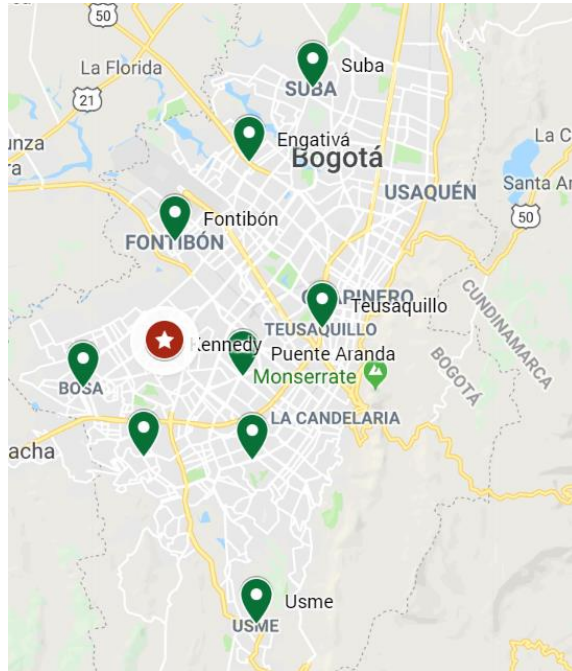 50
La Florida
Suba
SUBA
21
unza
ra
Engativá
Bogotá
La C
USAQUÉN
Santa An
50
Fontibón
FONTIBÓN
Teusaquillo
TEUSAQUILLO
CUNDINAMARCA
BOGOTÁ
Kennedy
Puente Aranda
Monserrate
BOSA
LA CANDELARIA
acha
Usme
USME